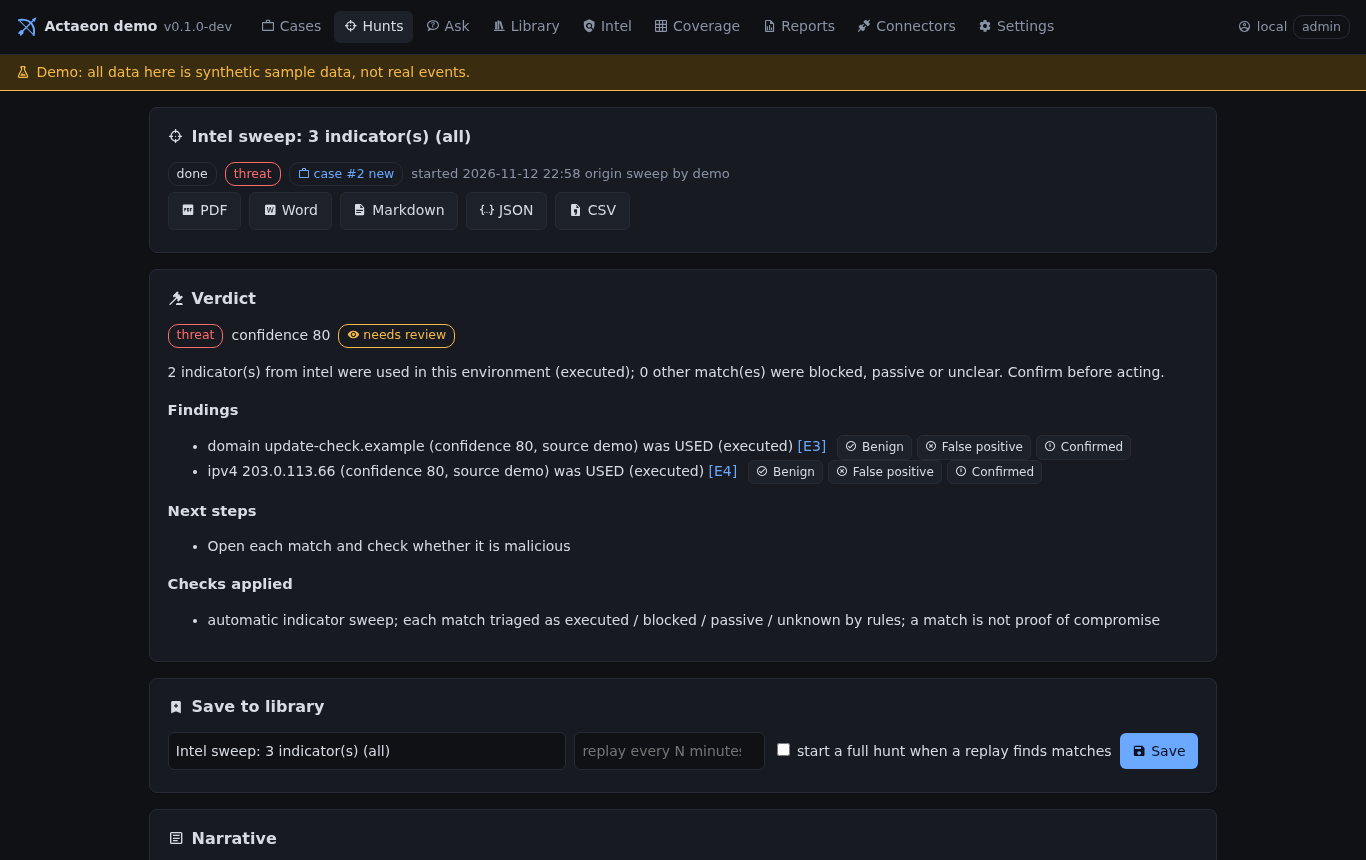 Actaeon demo v0.1.0-dev Cases Hunts Ask Library Intel Coverage Reports Connectors Settings local admin
Demo: all data here is synthetic sample data, not real events.
Intel sweep: 3 indicator(s) (all)
done threat case #2 new started 2026-11-12 22:58 origin sweep by demo
PDF Word Markdown JSON CSV
Verdict
threat confidence 80 needs review
2 indicator(s) from intel were used in this environment (executed); 0 other match(es) were blocked, passive or unclear. Confirm before acting.
Findings
• domain update-check.example (confidence 80, source demo) was USED (executed) [E3] Benign False positive Confirmed
• ipv4 203.0.113.66 (confidence 80, source demo) was USED (executed) [E4] Benign False positive Confirmed
Next steps
• Open each match and check whether it is malicious
Checks applied
• automatic indicator sweep; each match triaged as executed / blocked / passive / unknown by rules; a match is not proof of compromise
Save to library
Intel sweep: 3 indicator(s) (all) replay every N minutes start a full hunt when a replay finds matches Save
Narrative